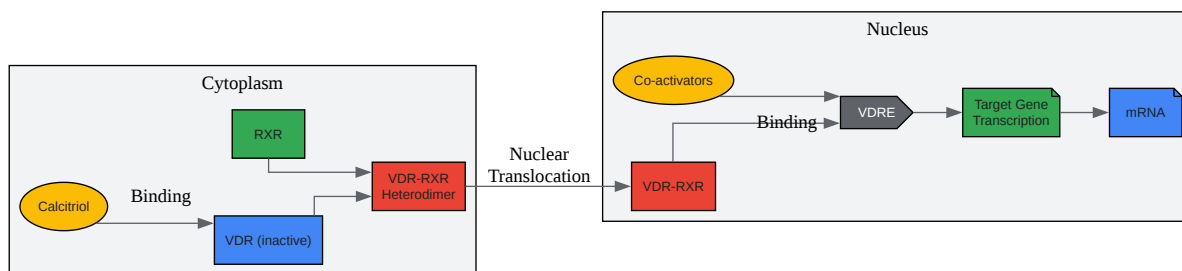 Cytoplasm
RXR
Calcitriol
Binding
VDR (inactive)
VDR-RXR
Heterodimer
Nuclear
Translocation
Nucleus
Co-activators
Binding
VDR-RXR
VDRE
Target Gene
Transcription
mRNA